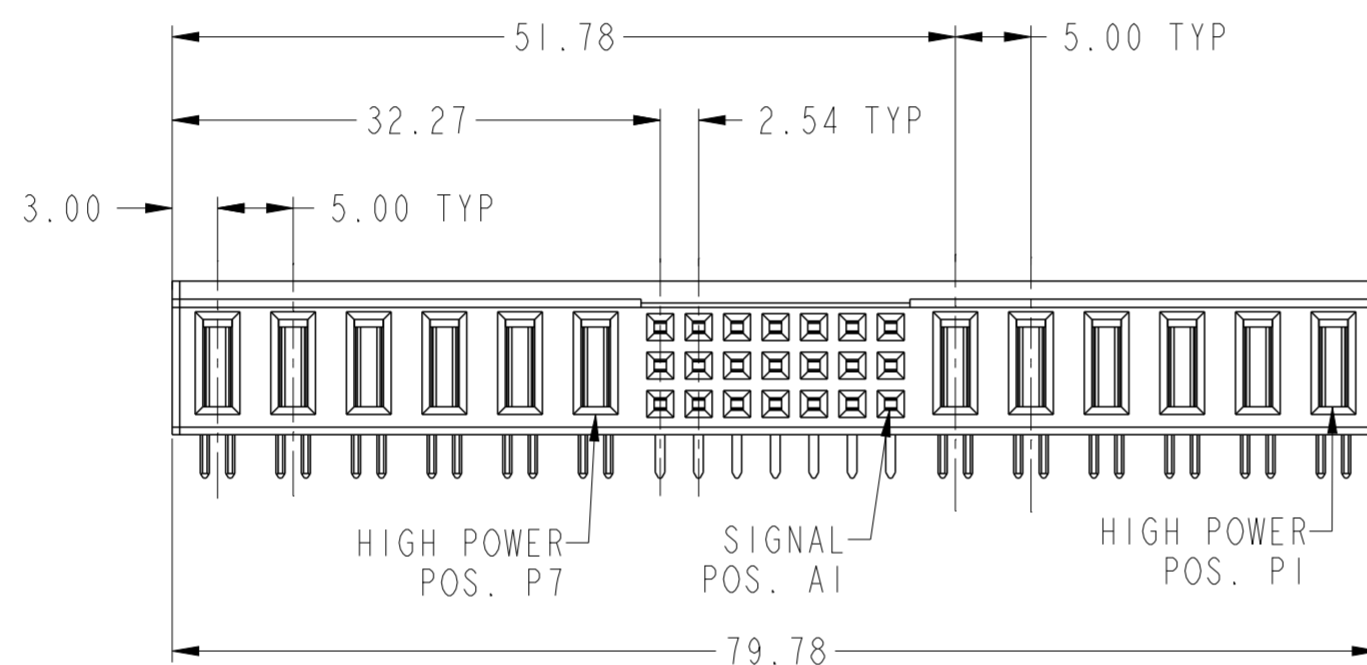 51.78
5.00 TYP
32.27
2.54 TYP
3.00
5.00 TYP
HIGH POWER
POS. P7
SIGNAL
POS. A1
HIGH POWER
POS. P1
79.78